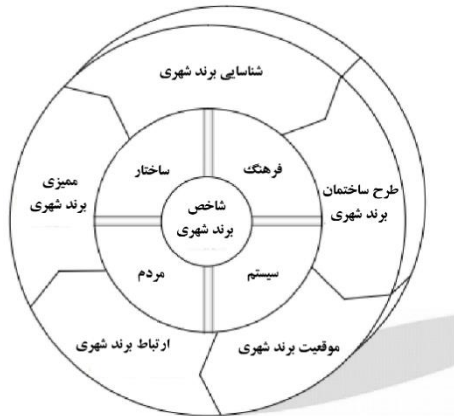 شناسایی برند شهری
ساختار
فرهنگ
ممیزی
برند شهری
شاخص
برند شهری
طرح ساختمان
برند شهری
مردم
سیستم
ارتباط برند شهری
موقعیت برند شهری